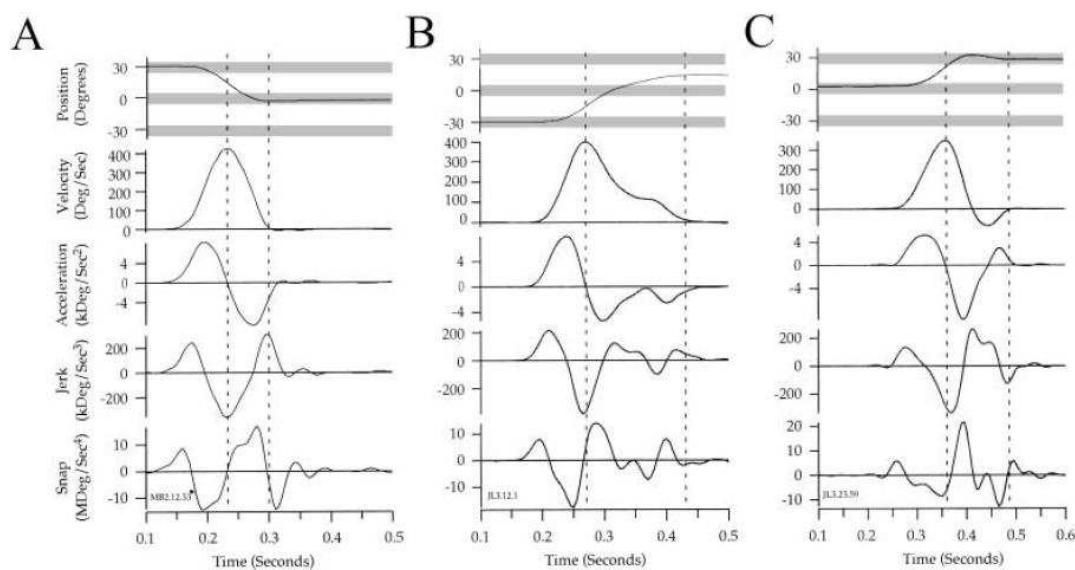 A
Position
(Degrees)
30
0
-30
Velocity
(Deg/Sec)
400
300
200
100
0
Acceleration
(kDeg/Sec²)
4
0
-4
Jerk
(kDeg/Sec³)
200
0
-200
Snap
(MDeg/Sec⁴)
10
0
-10
0.1 0.2 0.3 0.4 0.5
Time (Seconds)
B
30
0
-30
400
300
200
100
0
4
0
-4
200
0
-200
10
0
-10
JL3.12.1
0.1 0.2 0.3 0.4 0.5
Time (Seconds)
C
30
0
-30
300
200
100
0
4
0
-4
200
0
-200
20
10
0
-10
JL3.23.59
0.1 0.2 0.3 0.4 0.5 0.6
Time (Seconds)